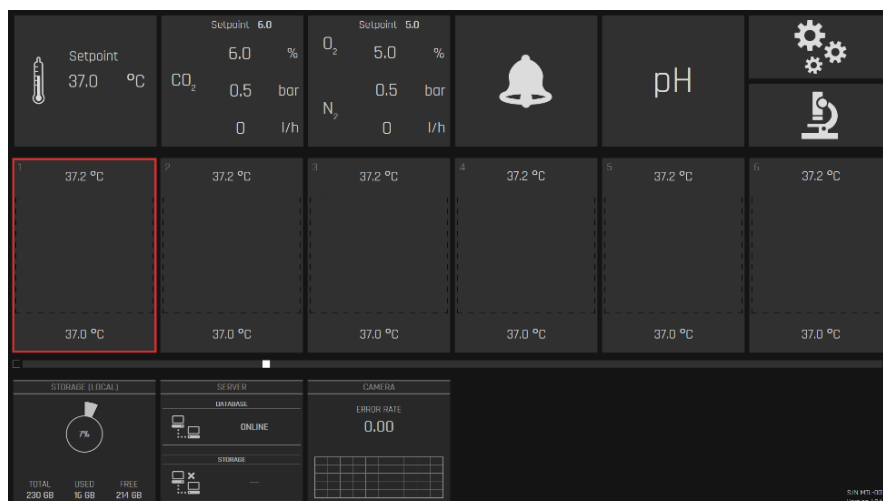 Setpoint
37.0 °C
Setpoint 6.0
6.0 %
CO₂
0.5 bar
0 l/h
Setpoint 5.0
O₂
5.0 %
0.5 bar
N₂
0 l/h
pH
1
37.2 °C
37.0 °C
2
37.2 °C
37.0 °C
3
37.2 °C
37.0 °C
4
37.2 °C
37.0 °C
5
37.2 °C
37.0 °C
6
37.2 °C
37.0 °C
STORAGE (LOCAL)
7%
TOTAL USED FREE
230 GB 16 GB 214 GB
SERVER
DATABASE
ONLINE
STORAGE
---
CAMERA
ERROR RATE
0.00
S/N MTL-03